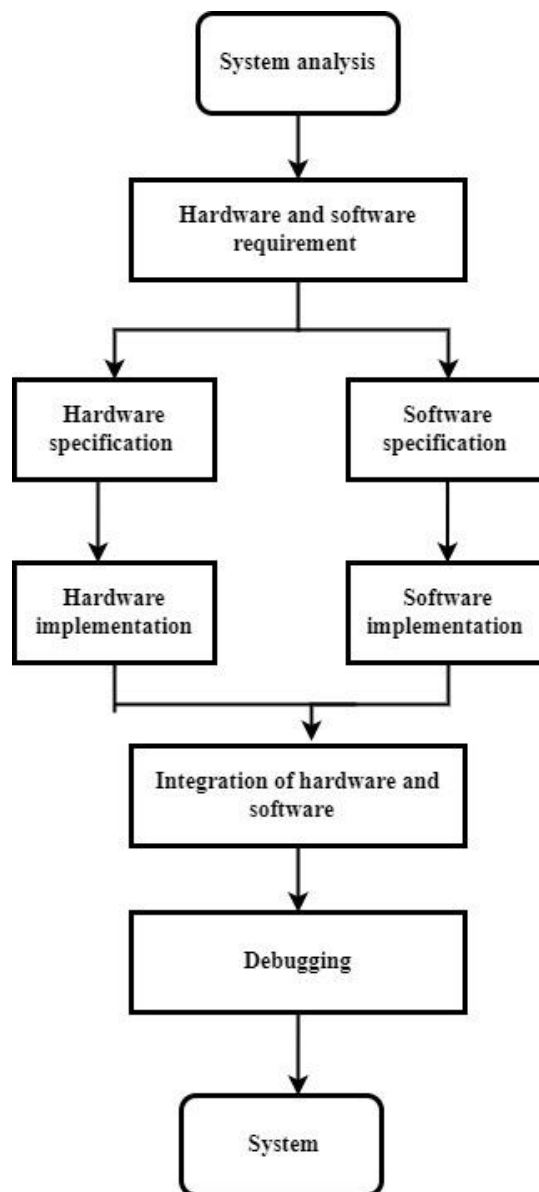 System analysis
Hardware and software
requirement
Hardware
specification
Software
specification
Hardware
implementation
Software
implementation
Integration of hardware and
software
Debugging
System